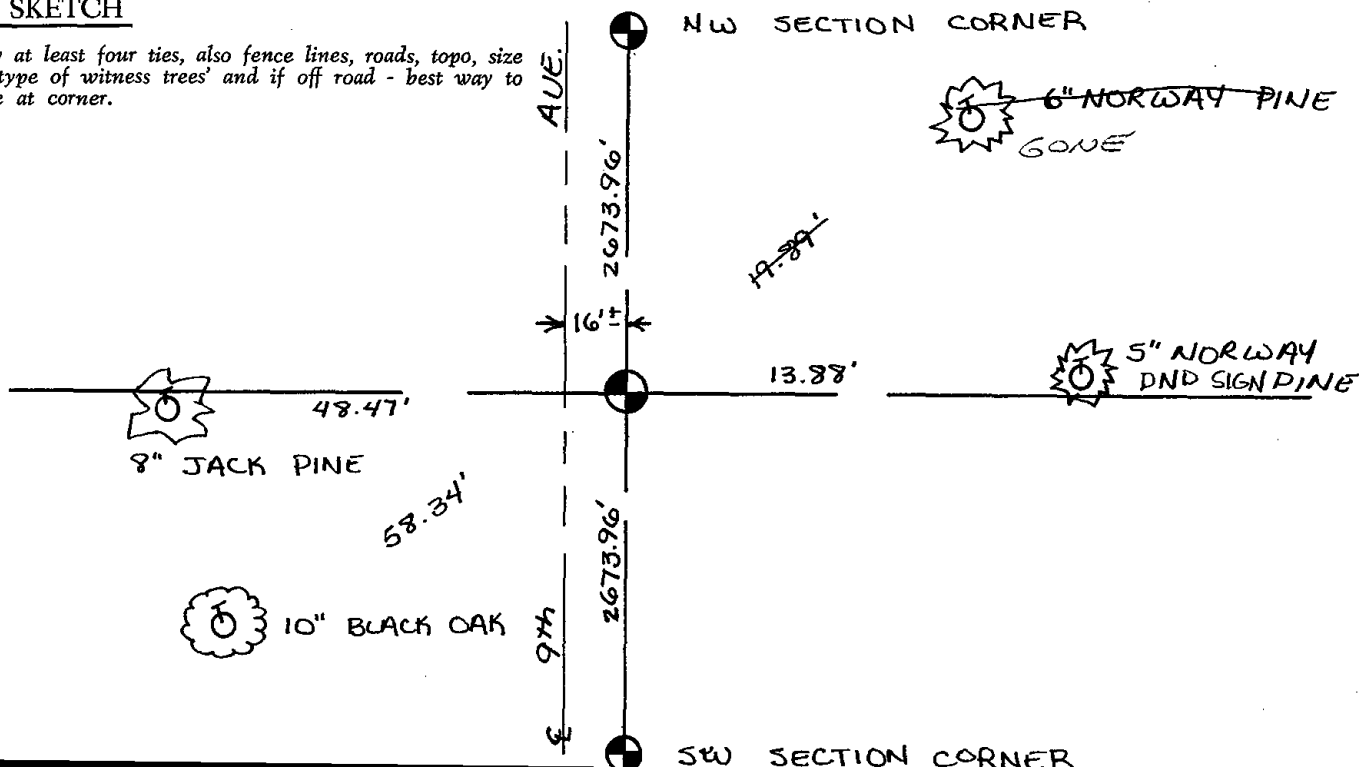 SKETCH
at least four ties, also fence lines, roads, topo, size
type of witness trees' and if off road - best way to
at corner.
NW SECTION CORNER
AVE.
6" NORWAY PINE
GONE
2673.96'
19.89'
16'±
13.88'
5" NORWAY
DND SIGN PINE
48.47'
8" JACK PINE
58.34'
2673.96'
10" BLACK OAK
9th
℄
SW SECTION CORNER